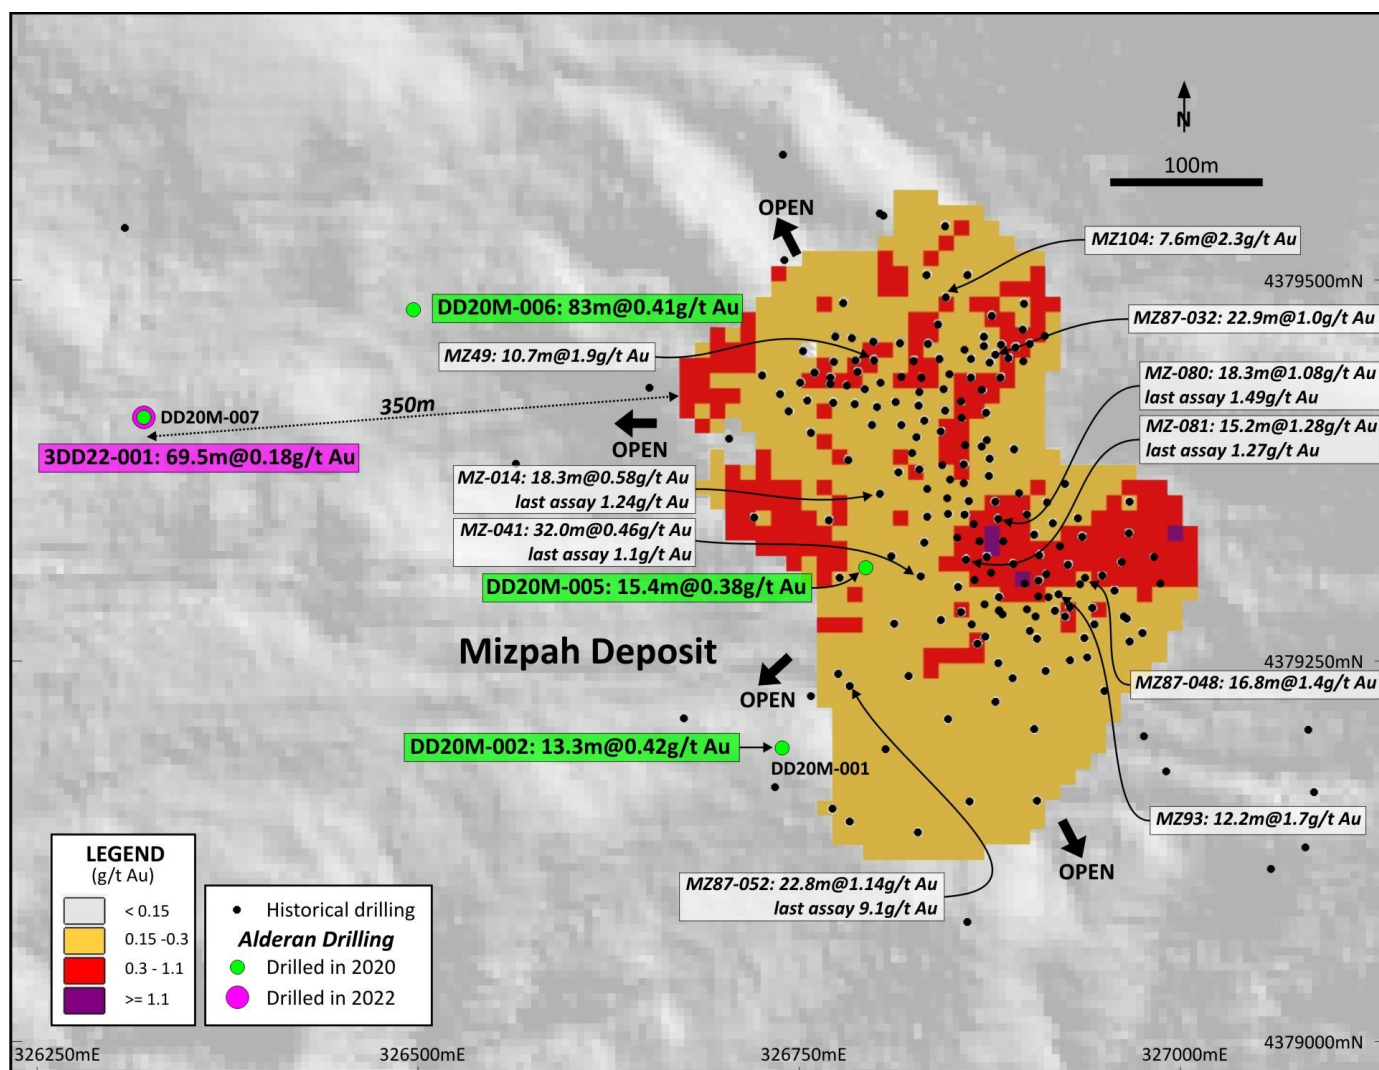 N
100m
OPEN
MZ104: 7.6m@2.3g/t Au
4379500mN
DD20M-006: 83m@0.41g/t Au
MZ87-032: 22.9m@1.0g/t Au
MZ49: 10.7m@1.9g/t Au
MZ-080: 18.3m@1.08g/t Au
last assay 1.49g/t Au
350m
DD20M-007
OPEN
MZ-081: 15.2m@1.28g/t Au
last assay 1.27g/t Au
3DD22-001: 69.5m@0.18g/t Au
MZ-014: 18.3m@0.58g/t Au
last assay 1.24g/t Au
MZ-041: 32.0m@0.46g/t Au
last assay 1.1g/t Au
DD20M-005: 15.4m@0.38g/t Au
Mizpah Deposit
4379250mN
MZ87-048: 16.8m@1.4g/t Au
OPEN
DD20M-002: 13.3m@0.42g/t Au
DD20M-001
MZ93: 12.2m@1.7g/t Au
OPEN
MZ87-052: 22.8m@1.14g/t Au
last assay 9.1g/t Au
LEGEND
(g/t Au)
< 0.15
0.15 -0.3
0.3 - 1.1
>= 1.1
Historical drilling
Alderan Drilling
Drilled in 2020
Drilled in 2022
4379000mN
326250mE
326500mE
326750mE
327000mE